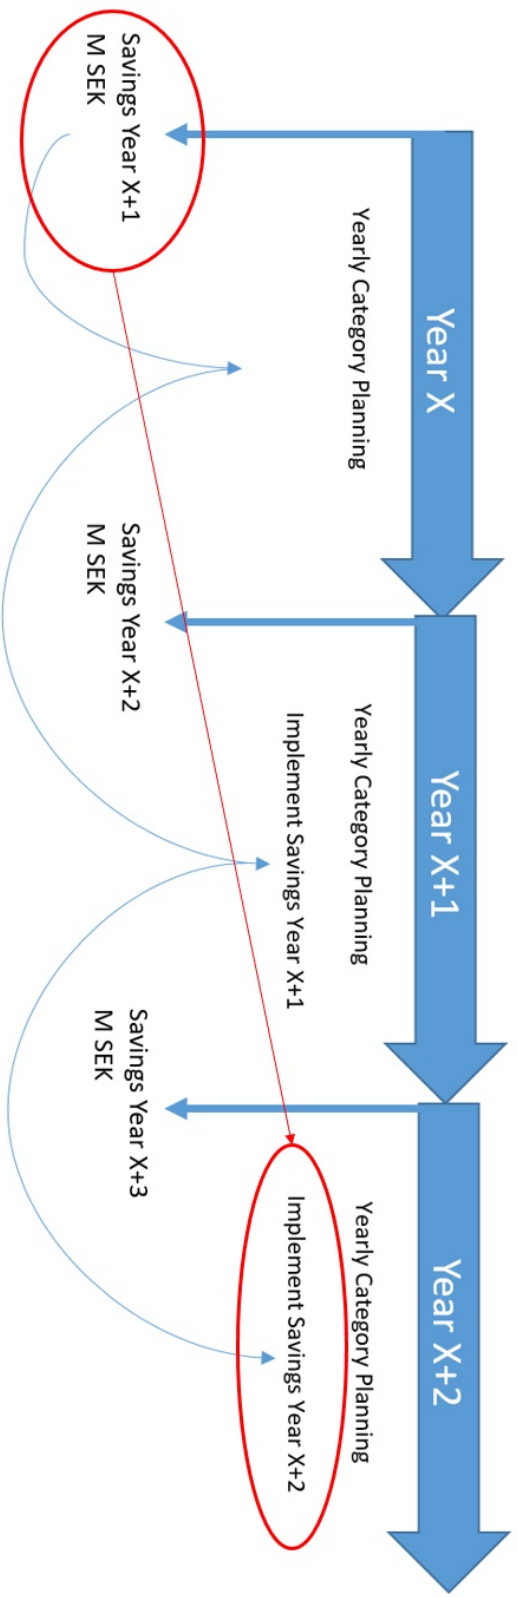 Year X
Year X+1
Year X+2
Yearly Category Planning
Yearly Category Planning
Yearly Category Planning
Implement Savings Year X+1
Implement Savings Year X+2
Savings Year X+1
M SEK
Savings Year X+2
M SEK
Savings Year X+3
M SEK